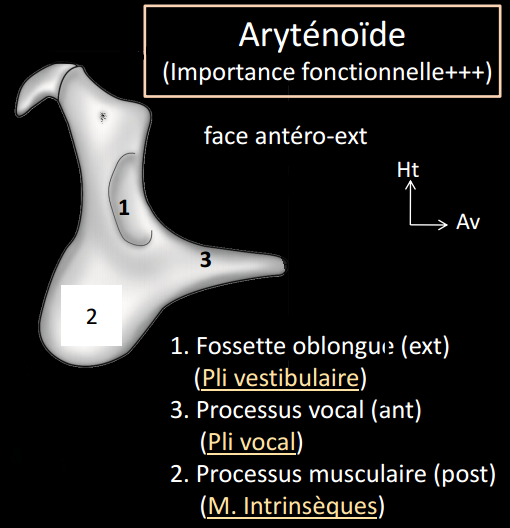 Aryténoïde
(Importance fonctionnelle+++)
face antéro-ext
Ht
Av
1
3
2
1. Fossette oblongue (ext)
(Pli vestibulaire)
3. Processus vocal (ant)
(Pli vocal)
2. Processus musculaire (post)
(M. Intrinsèques)